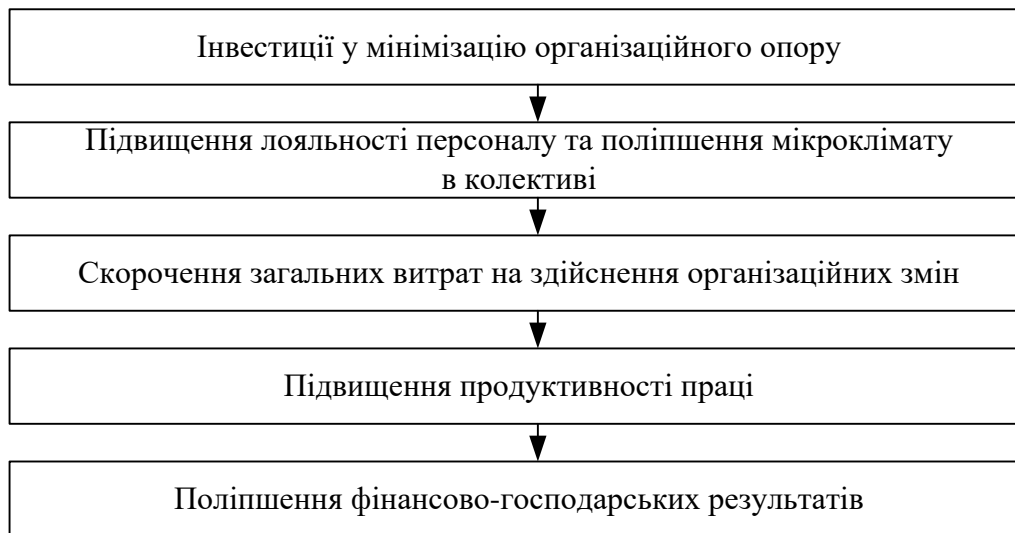 Інвестиції у мінімізацію організаційного опору
Підвищення лояльності персоналу та поліпшення мікроклімату
в колективі
Скорочення загальних витрат на здійснення організаційних змін
Підвищення продуктивності праці
Поліпшення фінансово-господарських результатів